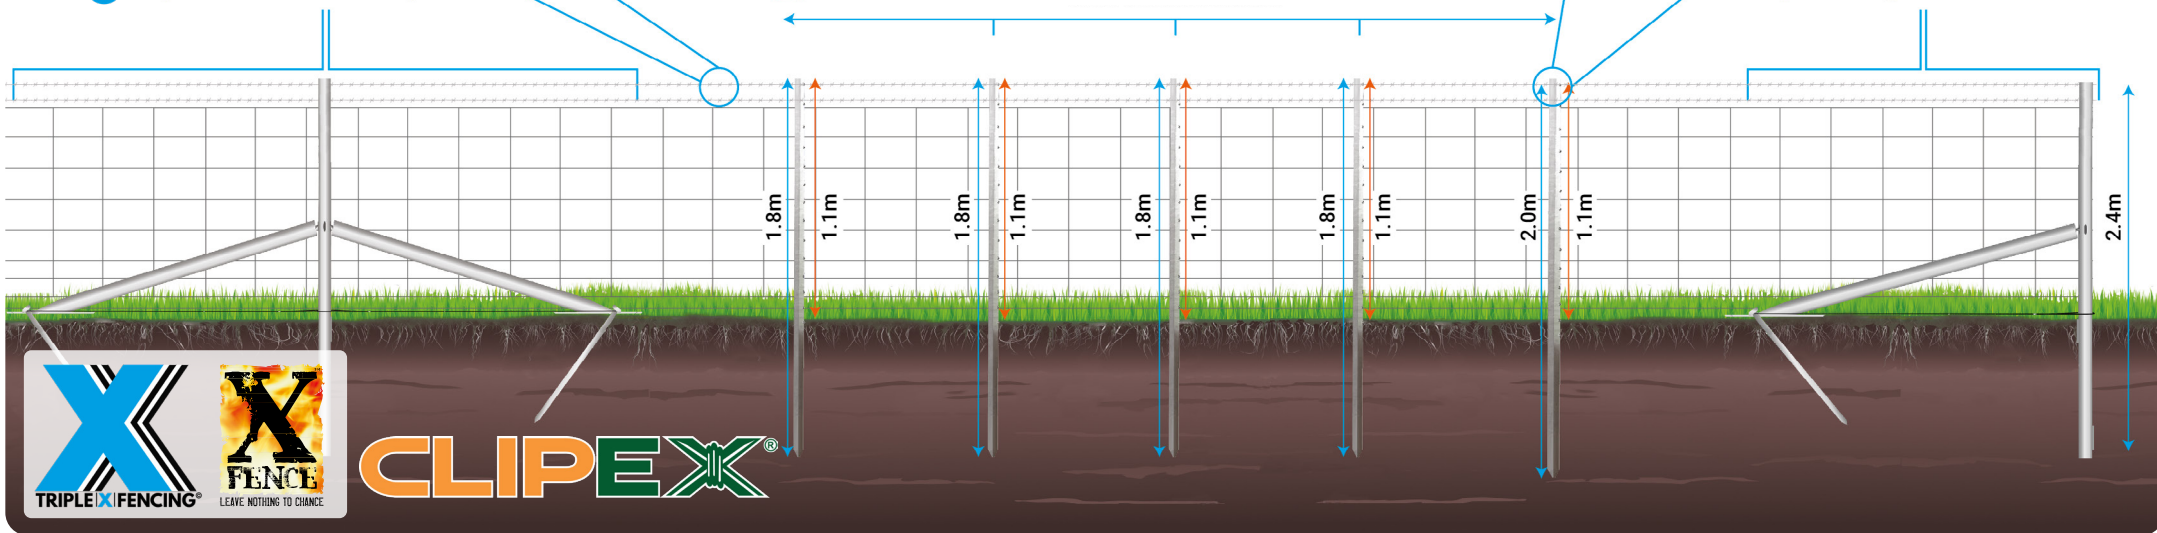 1.8m
1.1m
1.8m
1.1m
1.8m
1.1m
1.8m
1.1m
2.0m
1.1m
2.4m
X
TRIPLE X FENCING©
X
FENCE
LEAVE NOTHING TO CHANCE
CLIPEX®